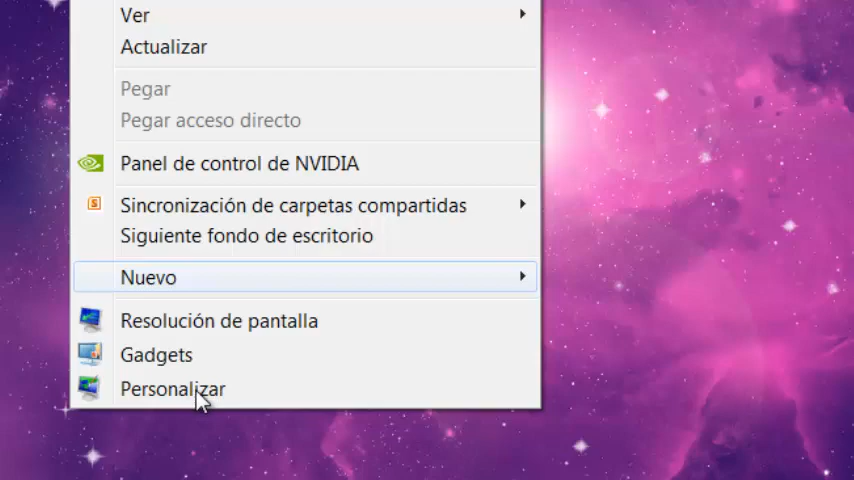 Ver
Actualizar
Pegar
Pegar acceso directo
Panel de control de NVIDIA
Sincronización de carpetas compartidas
Siguiente fondo de escritorio
Nuevo
Resolución de pantalla
Gadgets
Personalizar